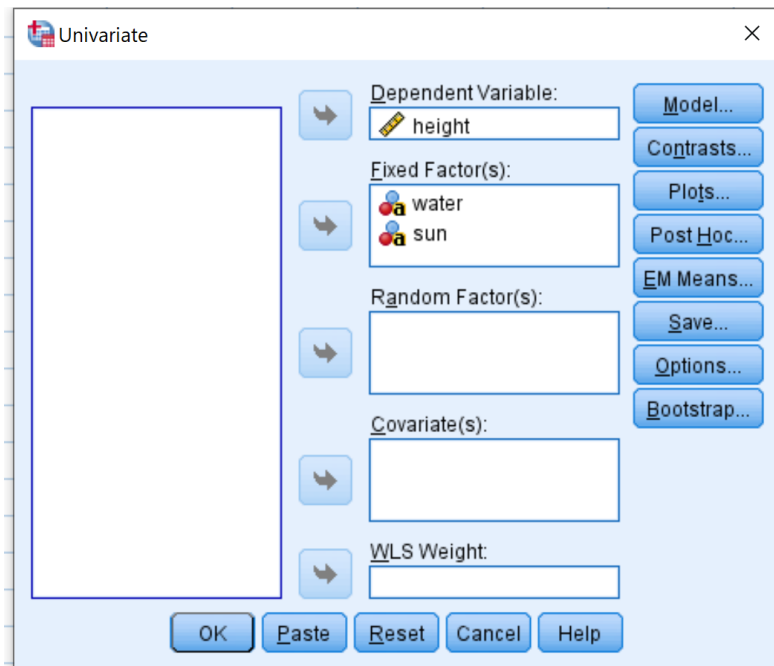 Univariate
Dependent Variable:
height
Fixed Factor(s):
a water
a sun
Random Factor(s):
Covariate(s):
WLS Weight:
Model...
Contrasts...
Plots...
Post Hoc...
EM Means...
Save...
Options...
Bootstrap...
OK Paste Reset Cancel Help